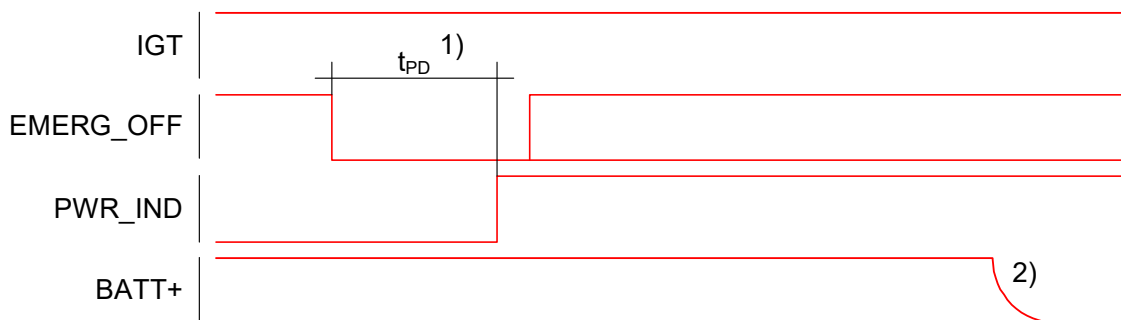 IGT
1)
tPD
EMERG_OFF
PWR_IND
BATT+
2)